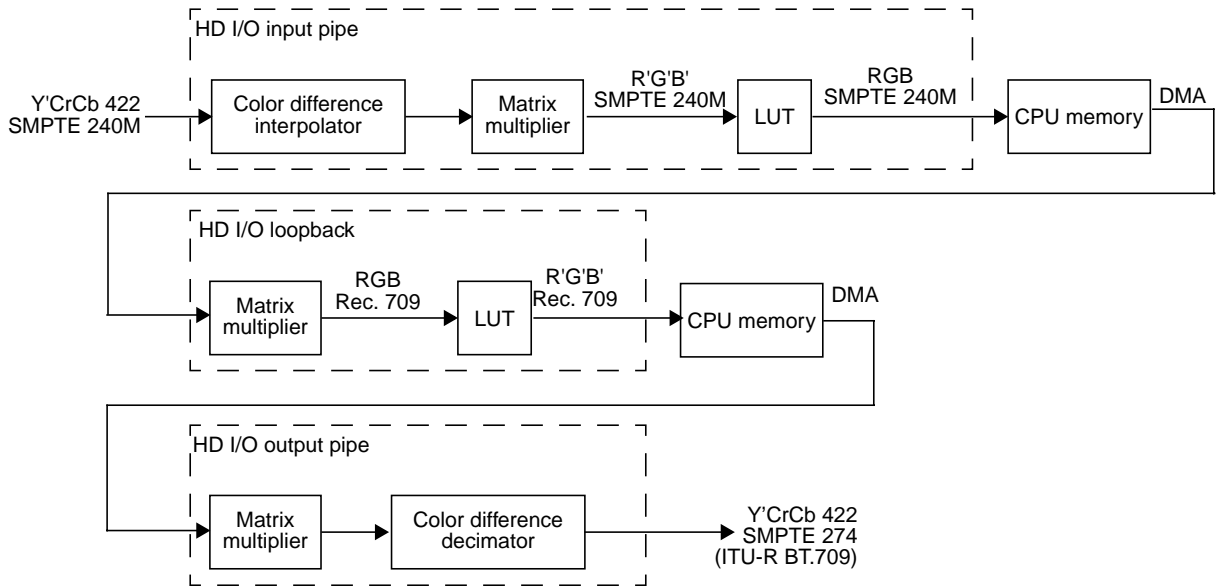 HD I/O input pipe
Y'CrCb 422
SMPTE 240M
Color difference
interpolator
Matrix
multiplier
R'G'B'
SMPTE 240M
LUT
RGB
SMPTE 240M
CPU memory
DMA
HD I/O loopback
Matrix
multiplier
RGB
Rec. 709
LUT
R'G'B'
Rec. 709
CPU memory
DMA
HD I/O output pipe
Matrix
multiplier
Color difference
decimator
Y’CrCb 422
SMPTE 274
(ITU-R BT.709)